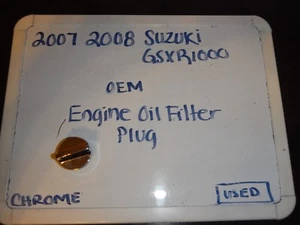 2007 2008 SUZUKI
GSXR1000
OEM
Engine Oil Filter
Plug
CHROME
USED